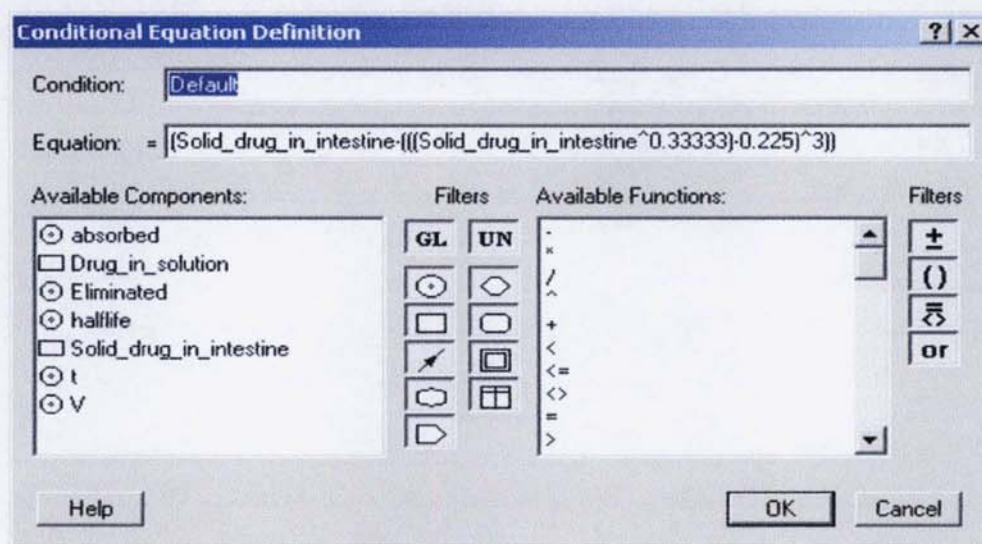 Conditional Equation Definition
? ×
Condition: Default
Equation: = (Solid_drug_in_intestine-(((Solid_drug_in_intestine^0.33333)-0.225)^3))
Available Components: Filters Available Functions: Filters
absorbed
Drug_in_solution
Eliminated
halflife
Solid_drug_in_intestine
t
V
GL UN
-
*
/
^
+
<
<=
<>
=
>
±
()
=
<>
or
Help OK Cancel